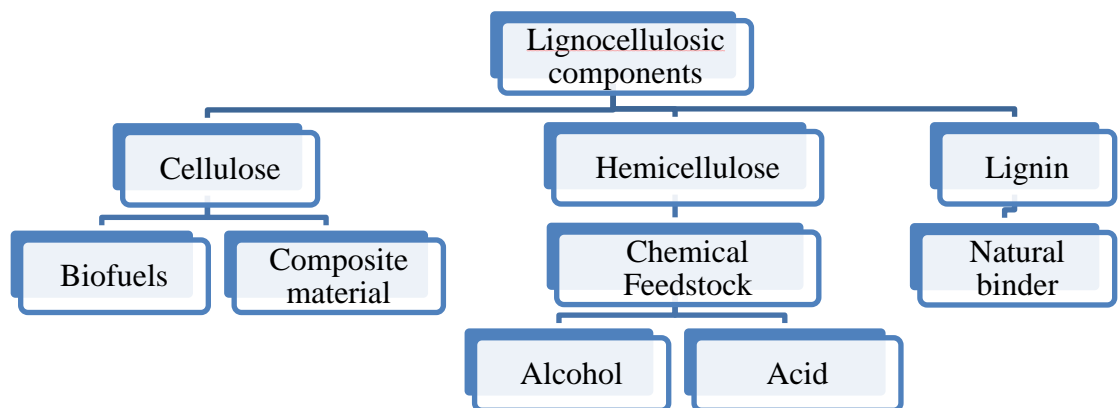 Lignocellulosic
components
Cellulose
Hemicellulose
Lignin
Biofuels
Composite
material
Chemical
Feedstock
Natural
binder
Alcohol
Acid